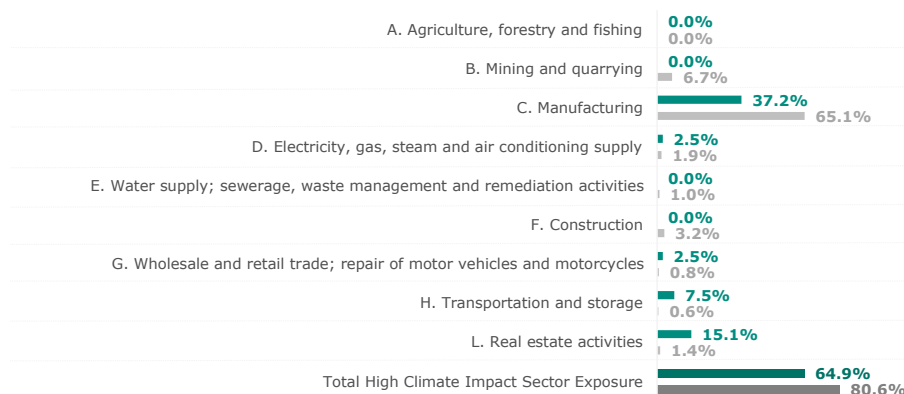 A. Agriculture, forestry and fishing
0.0%
0.0%
B. Mining and quarrying
0.0%
6.7%
C. Manufacturing
37.2%
65.1%
D. Electricity, gas, steam and air conditioning supply
2.5%
1.9%
E. Water supply; sewerage, waste management and remediation activities
0.0%
1.0%
F. Construction
0.0%
3.2%
G. Wholesale and retail trade; repair of motor vehicles and motorcycles
2.5%
0.8%
H. Transportation and storage
7.5%
0.6%
L. Real estate activities
15.1%
1.4%
Total High Climate Impact Sector Exposure
64.9%
80.6%